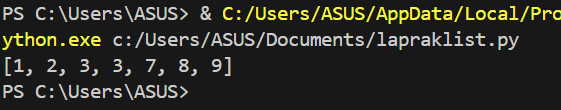 PS C:\Users\ASUS> & C:/Users/ASUS/AppData/Local/Pro
ython.exe c:/Users/ASUS/Documents/lapraklist.py
[1, 2, 3, 3, 7, 8, 9]
PS C:\Users\ASUS>